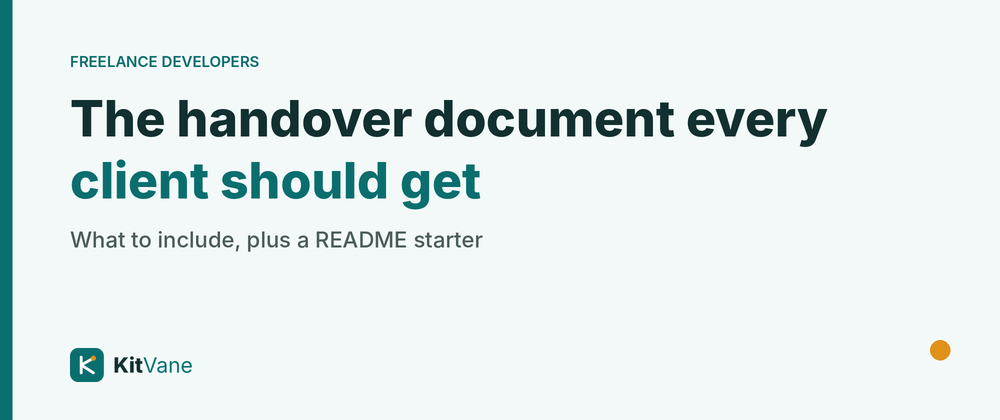 FREELANCE DEVELOPERS
The handover document every
client should get
What to include, plus a README starter
KitVane